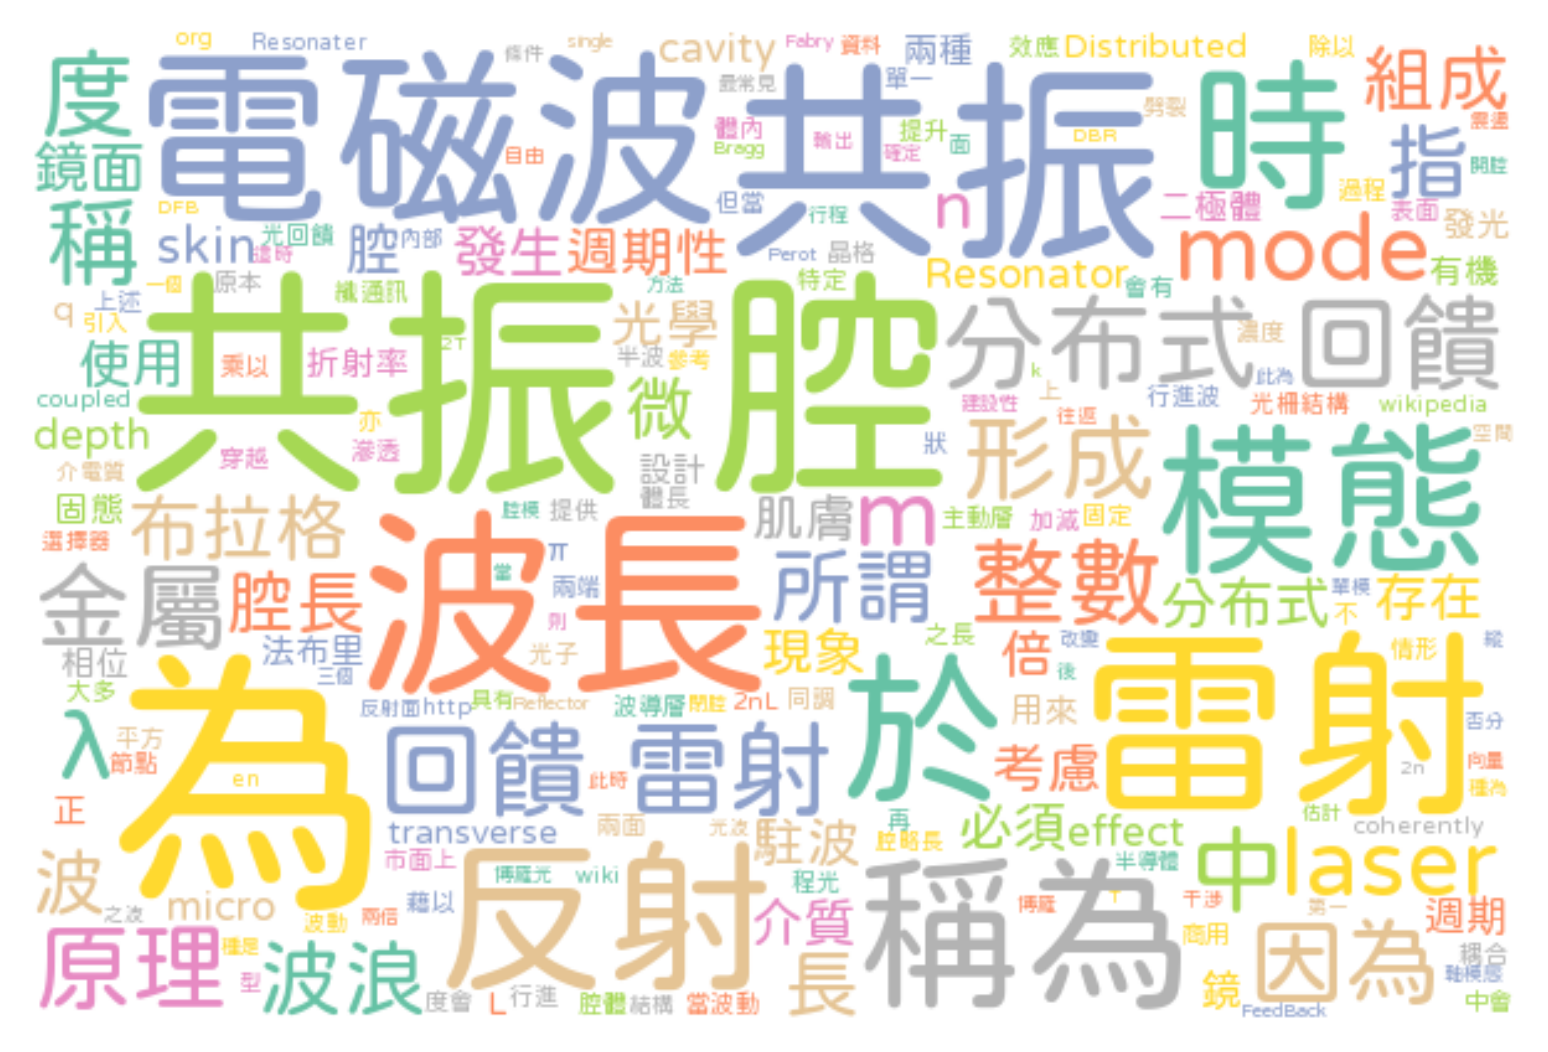 org
Resonater
條件
single
cavity
Fabry
資料
兩種
效應
Distributed
除以
度
電磁波共振
最常見
單一
時
組成
劈裂
震盪
體內
輸出
提升
DBR
Bragg
自由
確定
面
指
開腔
鏡面
過程
DFB
稱
但當
行程
n
二極體
表面
發光
skin
光回饋
這時
腔
內部
發生
週期性
Perot
晶格
mode
Resonator
有機
一個
原本
纖通訊
方法
特定
會有
q
上述
引入
共振腔
光學
分布式回饋
濃度
使用
乘以
折射率
2T
半波
參考
k
此為
coupled
微
建設性
上
行進波
光柵結構
wikipedia
depth
亦
往返
穿越
滲透
狀
形成
模態
空間
介電質
設計
體長
固態
布拉格
腔模
提供
肌膚
m
主動層
加減
固定
選擇器
波長
π
金屬
腔長
當
兩端
所謂
整數
分布式
單模
不
存在
則
相位
法布里
光子
現象
之長
倍
改變
情形
縱
三個
後
雷射
大多
為
反射面
http
具有
Reflector
波導層
閉腔
2nL
同調
於
用來
否分
λ
平方
節點
回饋
雷射
考慮
2n
向量
en
此時
種為
正
transverse
兩面
再
必須
effect
估計
coherently
駐波
腔略長
波
市面上
反射
博羅光
wiki
程光
稱為
半導體
中
laser
micro
之波
波動
兩倍
藉以
介質
博羅
T
干涉
第一
週期
原理
種是
型
波浪
長
商用
因為
耦合
軸模態
度會
L
行進
腔體
結構
當波動
鏡
FeedBack
中會